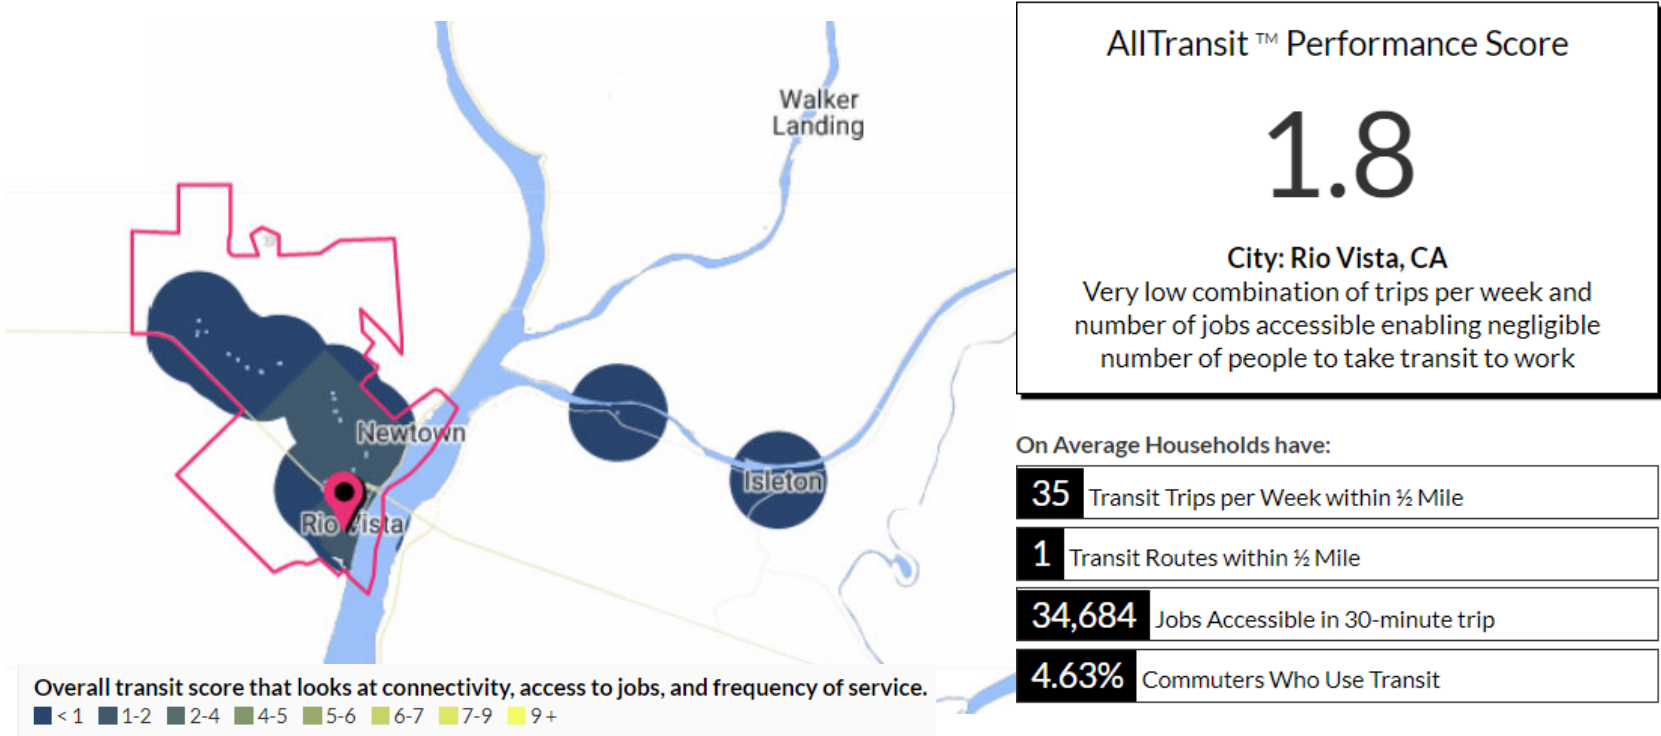 Walker
Landing
Newtown
Isleton
Rio Vista
Overall transit score that looks at connectivity, access to jobs, and frequency of service.
< 1 1-2 2-4 4-5 5-6 6-7 7-9 9 +
AllTransit ™ Performance Score
1.8
City: Rio Vista, CA
Very low combination of trips per week and
number of jobs accessible enabling negligible
number of people to take transit to work
On Average Households have:
35 Transit Trips per Week within ½ Mile
1 Transit Routes within ½ Mile
34,684 Jobs Accessible in 30-minute trip
4.63% Commuters Who Use Transit